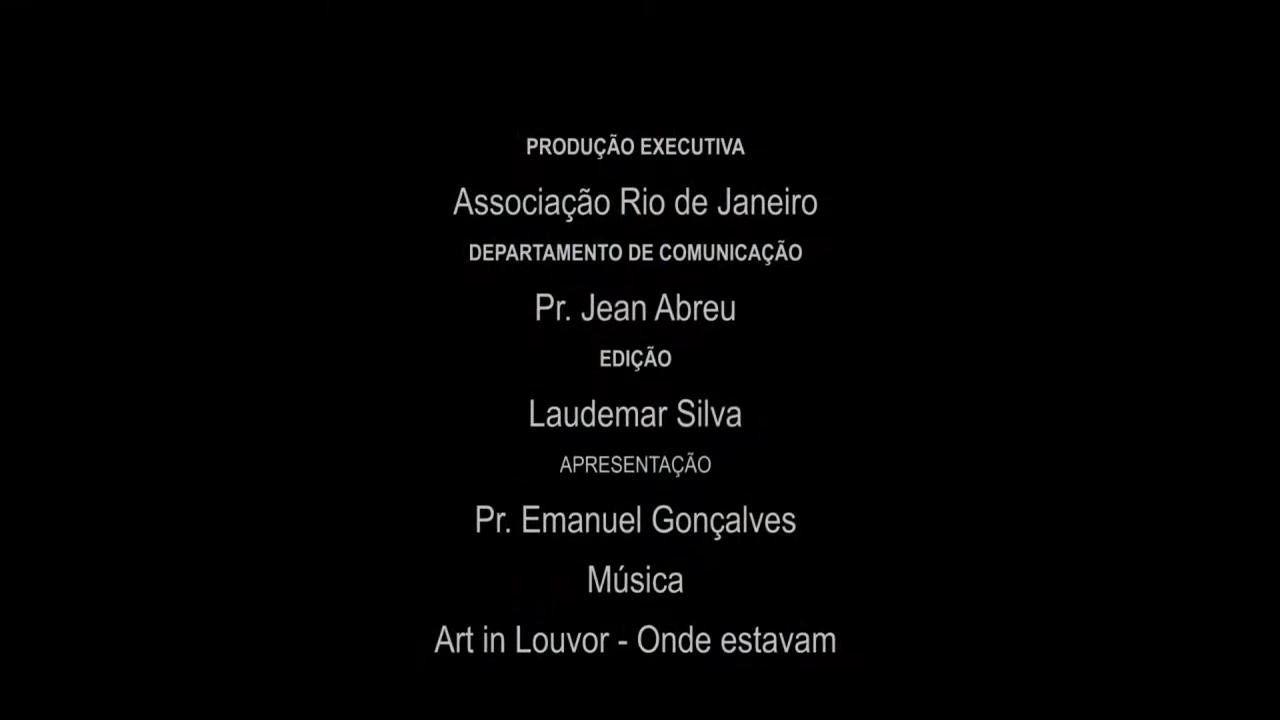 PRODUÇÃO EXECUTIVA
Associação Rio de Janeiro
DEPARTAMENTO DE COMUNICAÇÃO
Pr. Jean Abreu
EDIÇÃO
Laudemar Silva
APRESENTAÇÃO
Pr. Emanuel Gonçalves
Música
Art in Louvor - Onde estavam